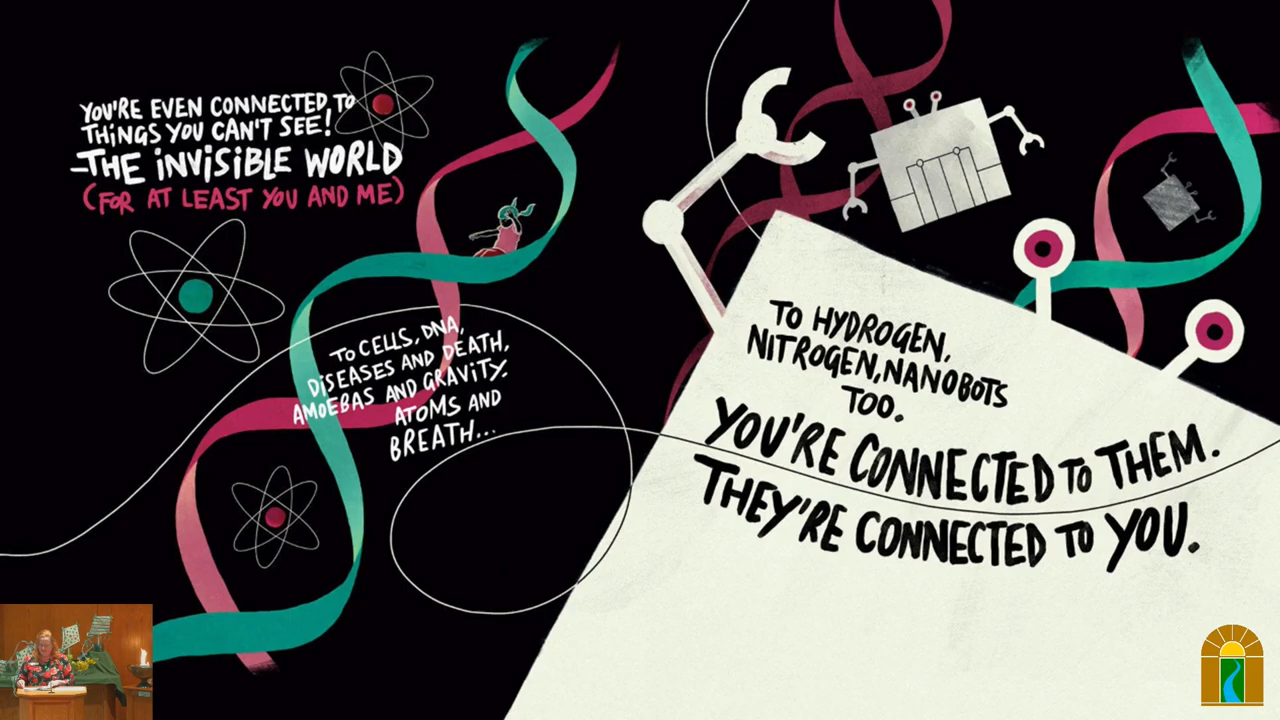 YOU'RE EVEN CONNECTED TO
THINGS YOU CAN'T SEE!
-THE INVISIBLE WORLD
(FOR AT LEAST YOU AND ME)
TO CELLS, DNA,
DISEASES AND DEATH,
AMOEBAS AND GRAVITY.
ATOMS AND
BREATH...
TO HYDROGEN,
NITROGEN, NANOBOTS
TOO.
YOU'RE CONNECTED TO THEM.
THEY'RE CONNECTED TO YOU.